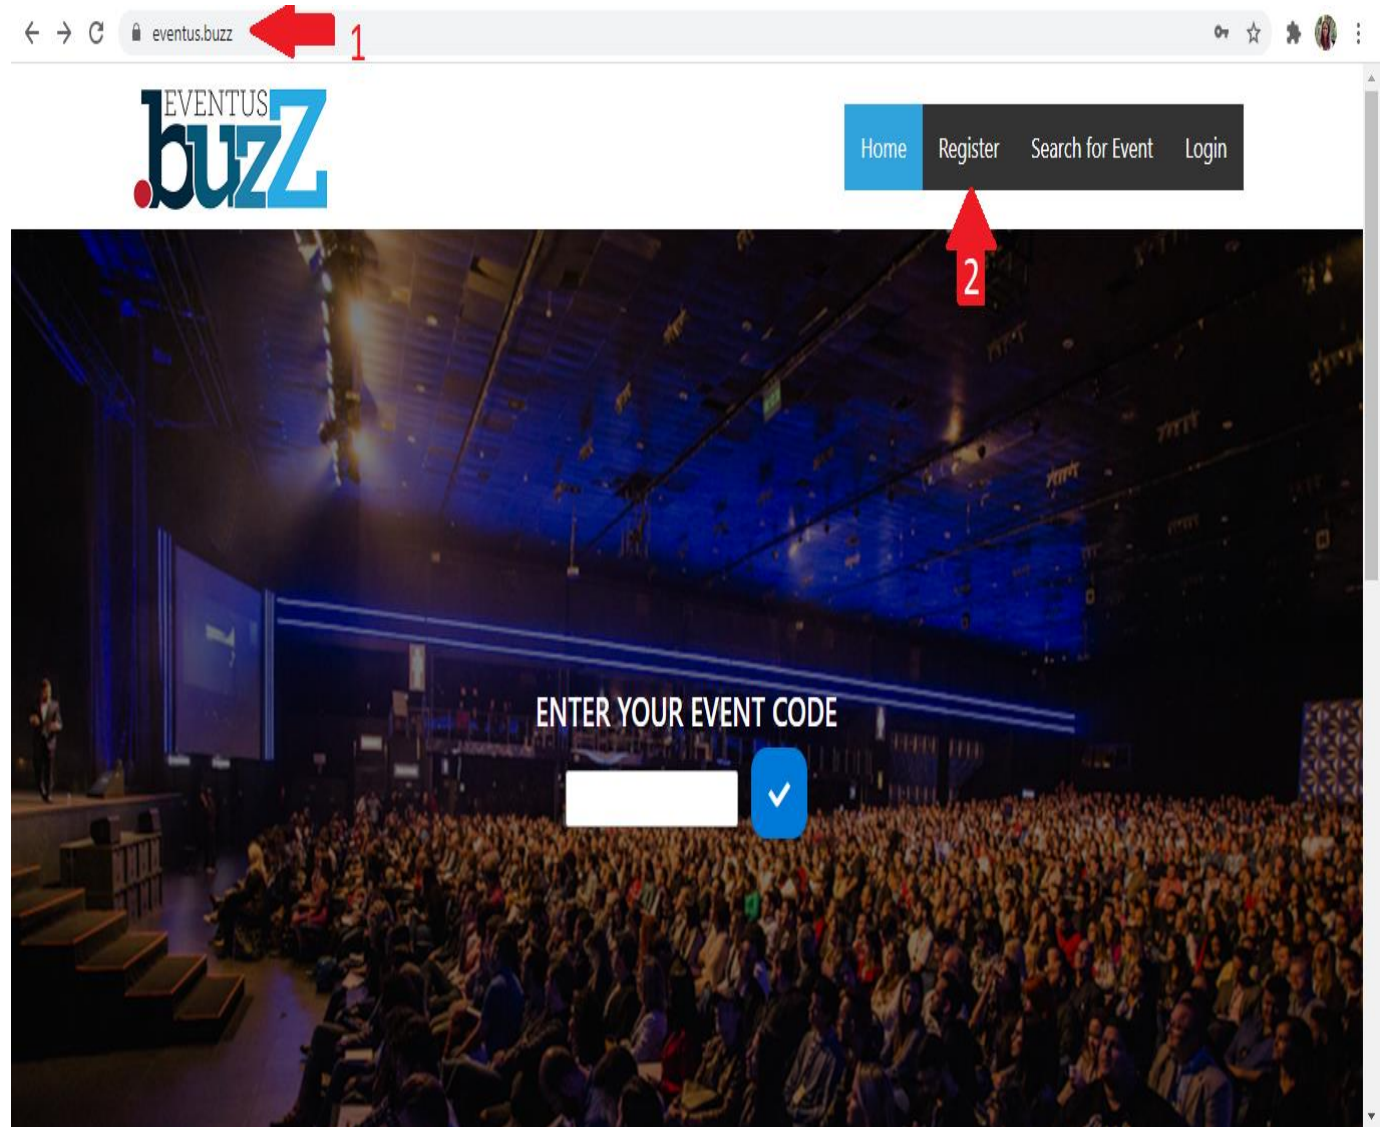 eventus.buzz
1
EVENTUS
.buzz
Home Register Search for Event Login
2
ENTER YOUR EVENT CODE